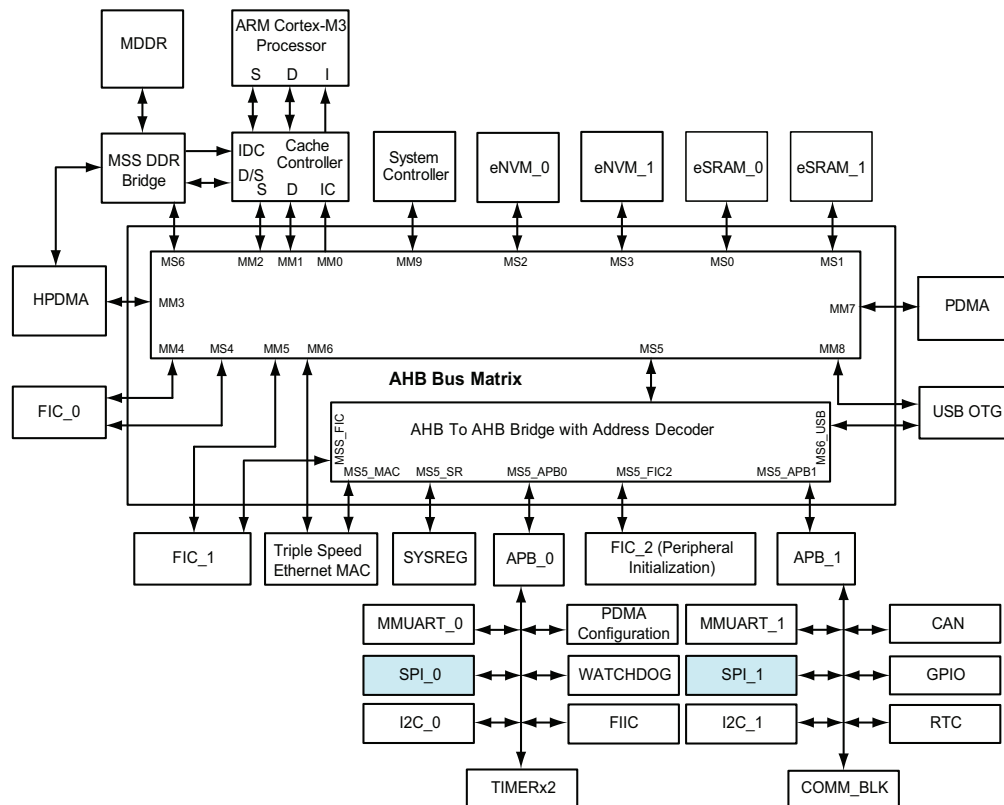 MDDR
ARM Cortex-M3
Processor
S D I
MSS DDR
Bridge
IDC
Cache
Controller
D/S
S D IC
System
Controller
eNVM_0
eNVM_1
eSRAM_0
eSRAM_1
MS6
MM2
MM1
MM0
MM9
MS2
MS3
MS0
MS1
HPDMA
MM3
MM7
PDMA
MM4
MS4
MM5
MM6
MS5
MM8
AHB Bus Matrix
FIC_0
USB OTG
MSS_FIC
AHB To AHB Bridge with Address Decoder
MS6_USB
MS5_MAC
MS5_SR
MS5_APB0
MS5_FIC2
MS5_APB1
FIC_1
Triple Speed
Ethernet MAC
SYSREG
APB_0
FIC_2 (Peripheral
Initialization)
APB_1
MMUART_0
PDMA
Configuration
MMUART_1
CAN
SPI_0
WATCHDOG
SPI_1
GPIO
I2C_0
FIIC
I2C_1
RTC
TIMERx2
COMM_BLK